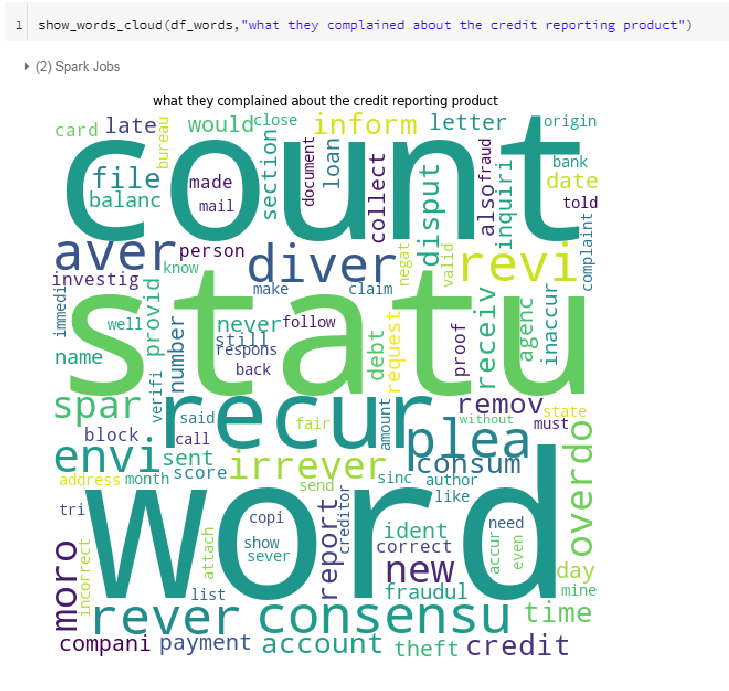 1 show_words_cloud(df_words,"what they complained about the credit reporting product")
(2) Spark Jobs
what they complained about the credit reporting product
card late bureau would close inform letter origin
count
file balanc made mail section document loan collect disput also fraud inquiri bank date told
aver person diver negat valid revi complaint
investig know make claim
statu
immedi well provid number never follow still respons back debt request proof receiv agenc inaccur
name verifi
spar recur remov state
block said call fair amount plea without must
envi sent irrever consum overdo
address month score send sinc author like
tri
word
copi creditor ident need
moro incorrect attach show sever report correct new accur even day
list fraudul mine
rever consensu time
compani payment account theft credit